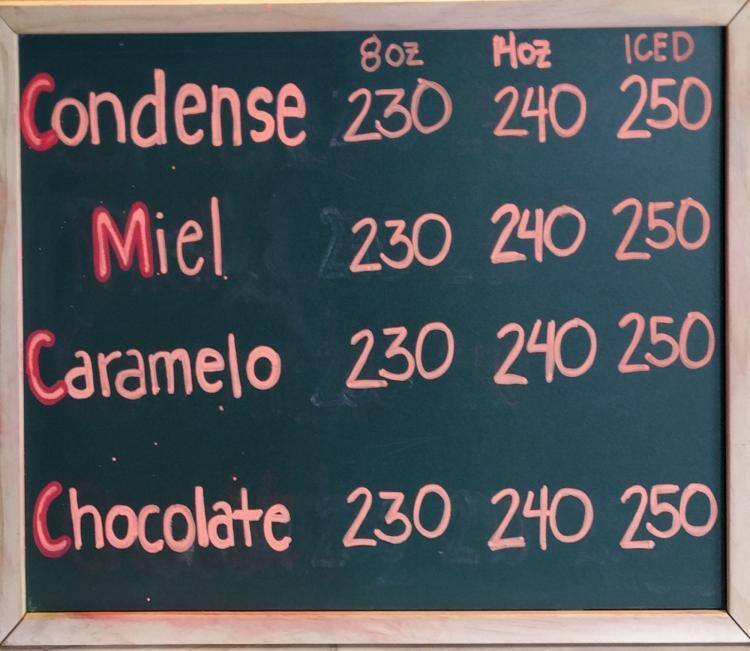 8oz 14oz ICED
Condense 230 240 250
Miel 230 240 250
Caramelo 230 240 250
Chocolate 230 240 250